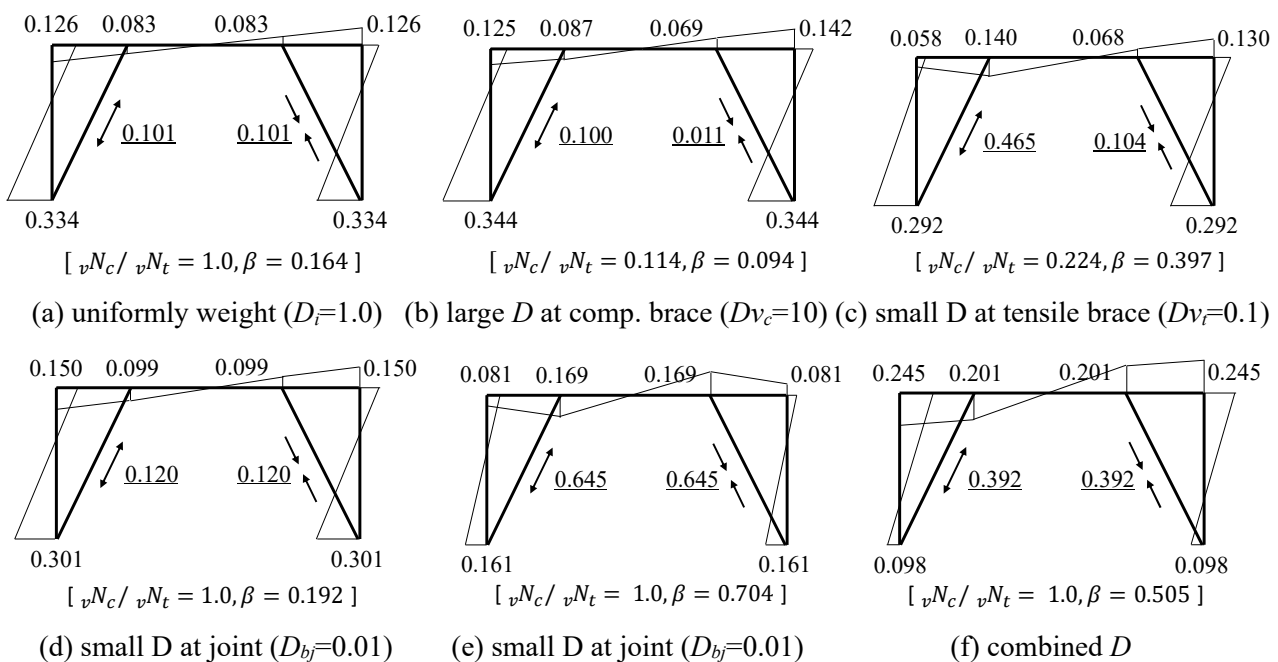 0.126 0.083 0.083 0.126
0.101 0.101
0.334 0.334
[ vNc/ vNt = 1.0, β = 0.164 ]
(a) uniformly weight (Di=1.0)
0.125 0.087 0.069 0.142
0.100 0.011
0.344 0.344
[ vNc/ vNt = 0.114, β = 0.094 ]
(b) large D at comp. brace (Dvc=10)
0.058 0.140 0.068 0.130
0.465 0.104
0.292 0.292
[ vNc/ vNt = 0.224, β = 0.397 ]
(c) small D at tensile brace (Dvt=0.1)
0.150 0.099 0.099 0.150
0.120 0.120
0.301 0.301
[ vNc/ vNt = 1.0, β = 0.192 ]
(d) small D at joint (Dbj=0.01)
0.081 0.169 0.169 0.081
0.645 0.645
0.161 0.161
[ vNc/ vNt = 1.0, β = 0.704 ]
(e) small D at joint (Dbj=0.01)
0.245 0.201 0.201 0.245
0.392 0.392
0.098 0.098
[ vNc/ vNt = 1.0, β = 0.505 ]
(f) combined D